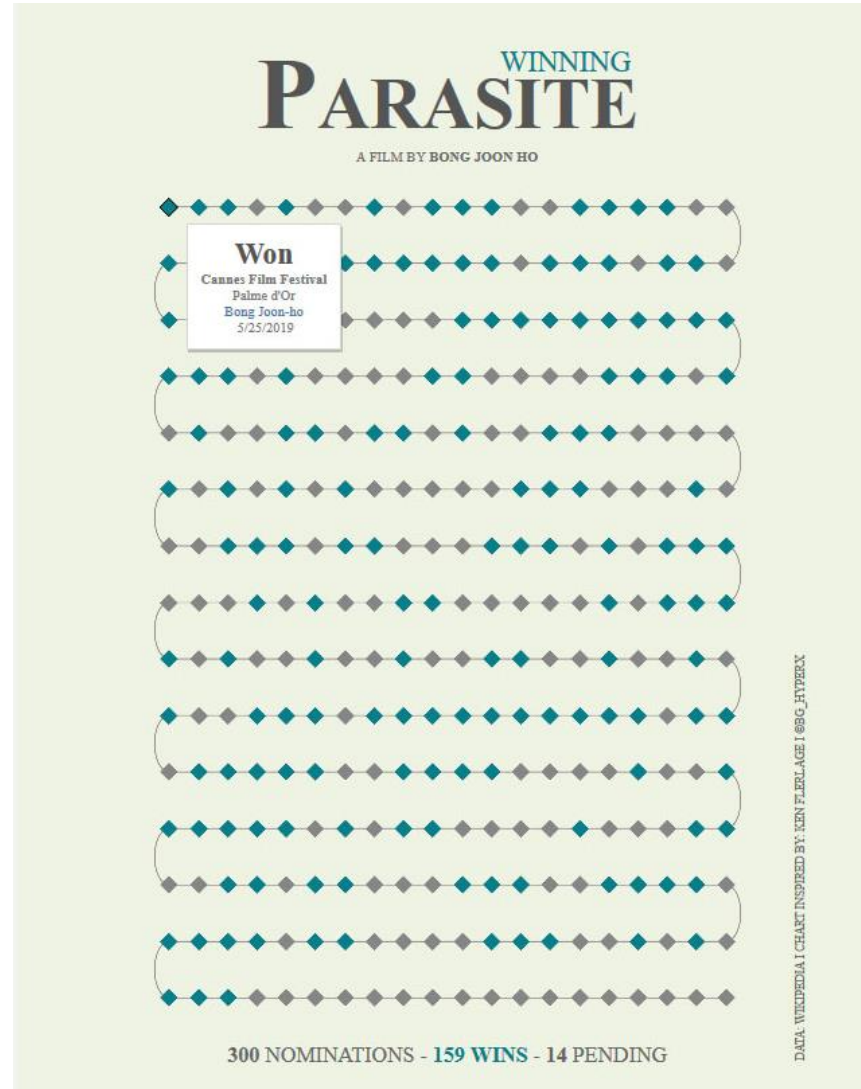 WINNING
PARASITE
A FILM BY BONG JOON HO
Won
Cannes Film Festival
Palme d'Or
Bong Joon-ho
5/25/2019
300 NOMINATIONS - 159 WINS - 14 PENDING
DATA: WIKIPEDIA I CHART INSPIRED BY: KEN FLERLAGE I @BG_HYPERX